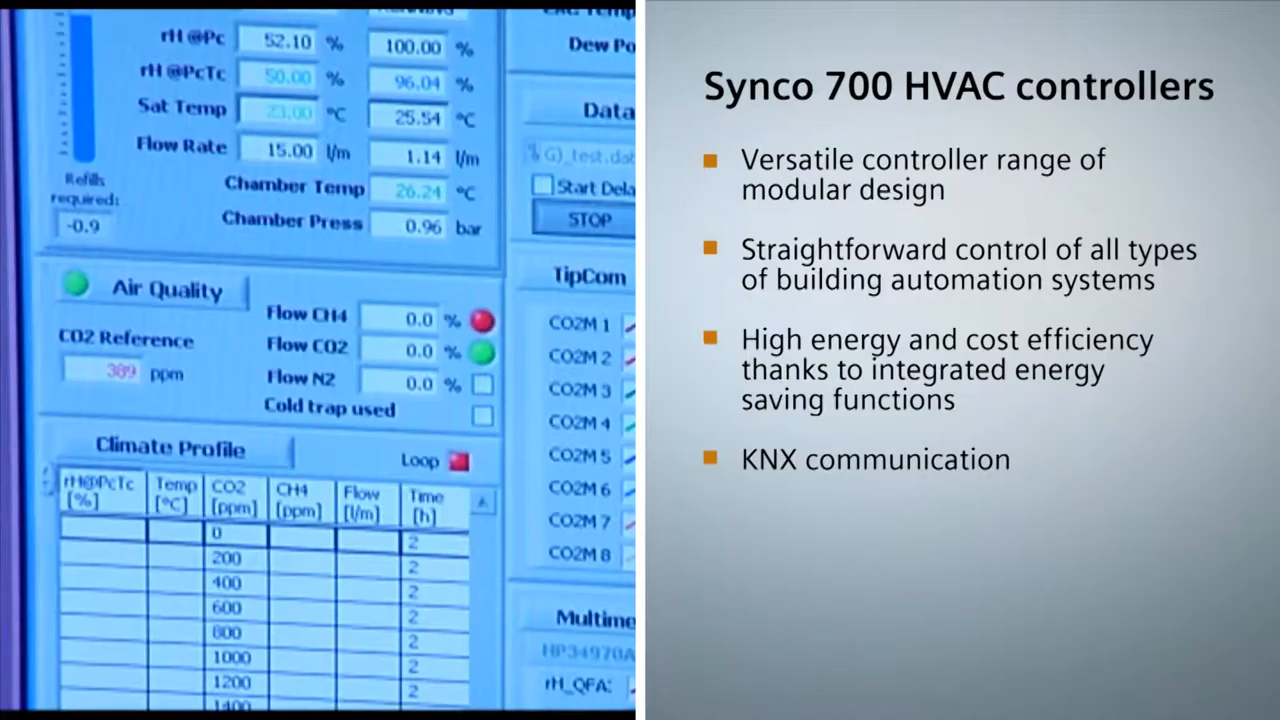 rH @Pc 52.10 % 100.00 %
rH @PcTc 50.00 % 96.04 %
Sat Temp 23.00 °C 25.54 °C
Flow Rate 15.00 l/m 1.14 l/m
Refills
required:
-0.9
Chamber Temp 26.24 °C
Chamber Press 0.96 bar
Air Quality
CO2 Reference
389 ppm
Flow CH4 0.0 %
Flow CO2 0.0 %
Flow N2 0.0 %
Cold trap used
Climate Profile
Loop
rH@PcTc Temp CO2 CH4 Flow Time
[%] [°C] [ppm] [ppm] [l/m] [h]
0 2
200 2
400 2
600 2
800 2
1000 2
1200 2
1400
Dew Po
Data
G)_test.dat
Start Dela
STOP
TipCom
CO2M 1
CO2M 2
CO2M 3
CO2M 4
CO2M 5
CO2M 6
CO2M 7
CO2M 8
Multime
HP34970A
rH_QFA:
Synco 700 HVAC controllers
Versatile controller range of
modular design
Straightforward control of all types
of building automation systems
High energy and cost efficiency
thanks to integrated energy
saving functions
KNX communication